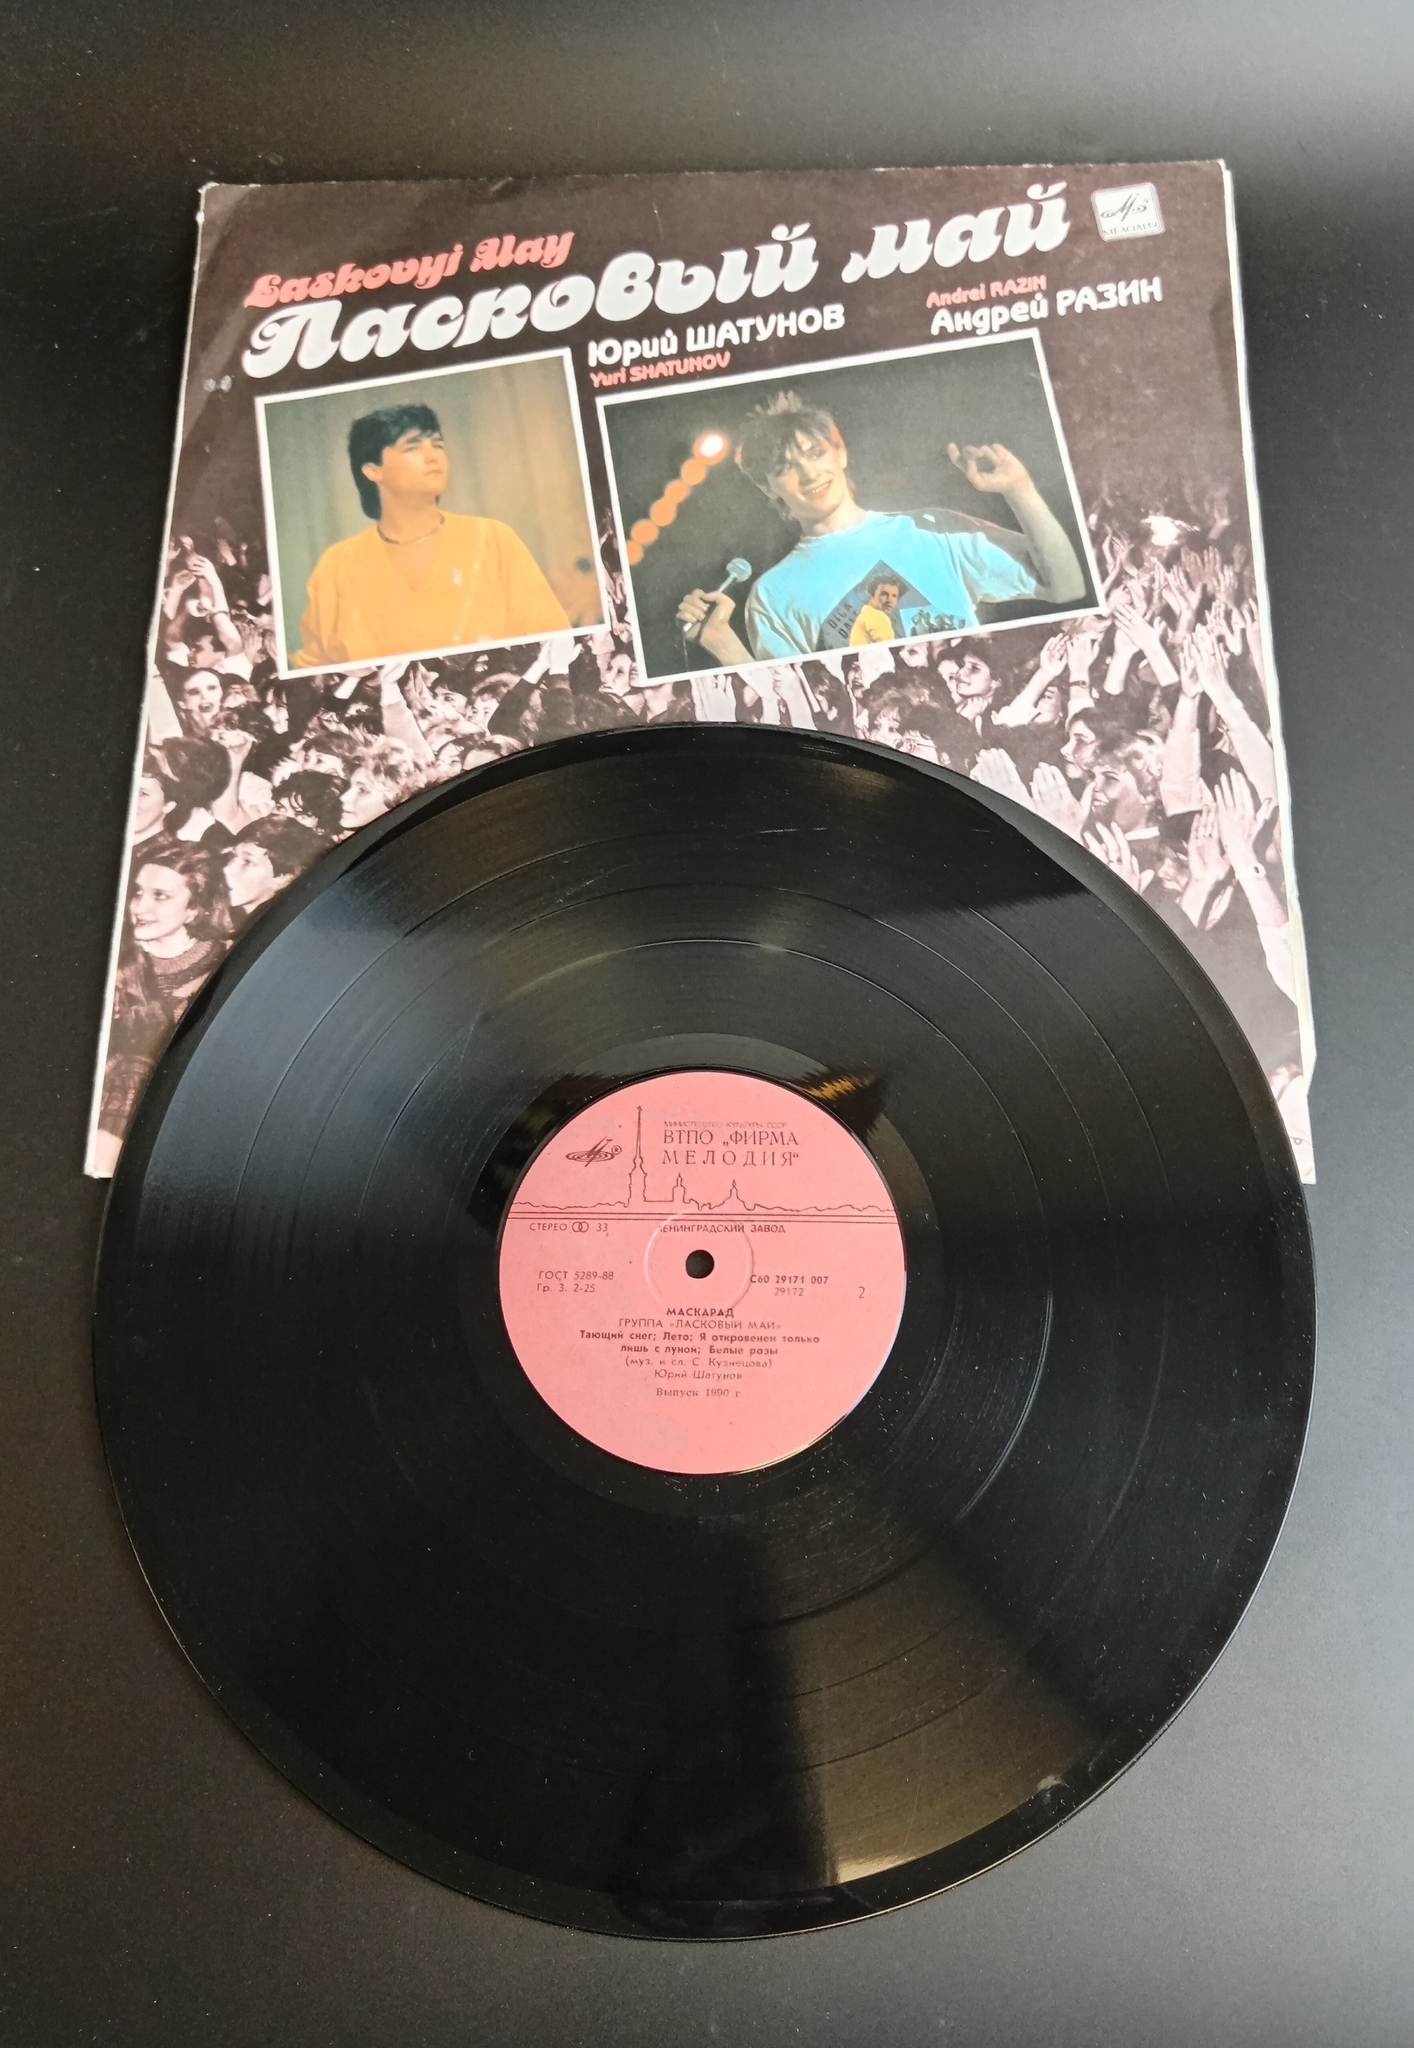 Laskovyi May
Ласковый май
МЕЛОДИЯ
Юрий ШАТУНОВ
Yuri SHATUNOV
Andrei RAZIN
Андрей РАЗИН
МИНИСТЕРСТВО КУЛЬТУРЫ СССР
ВТПО „ФИРМА
МЕЛОДИЯ“
СТЕРЕО 33
ЛЕНИНГРАДСКИЙ ЗАВОД
ГОСТ 5289-88
Гр. 3. 2-25
С60 29171 007
29172
2
МАСКАРАД
ГРУППА «ЛАСКОВЫЙ МАЙ»
Тающий снег; Лето; Я откровенен только
лишь с луной; Белые розы
(муз. и сл. С. Кузнецова)
Юрий Шатунов
Выпуск 1990 г.